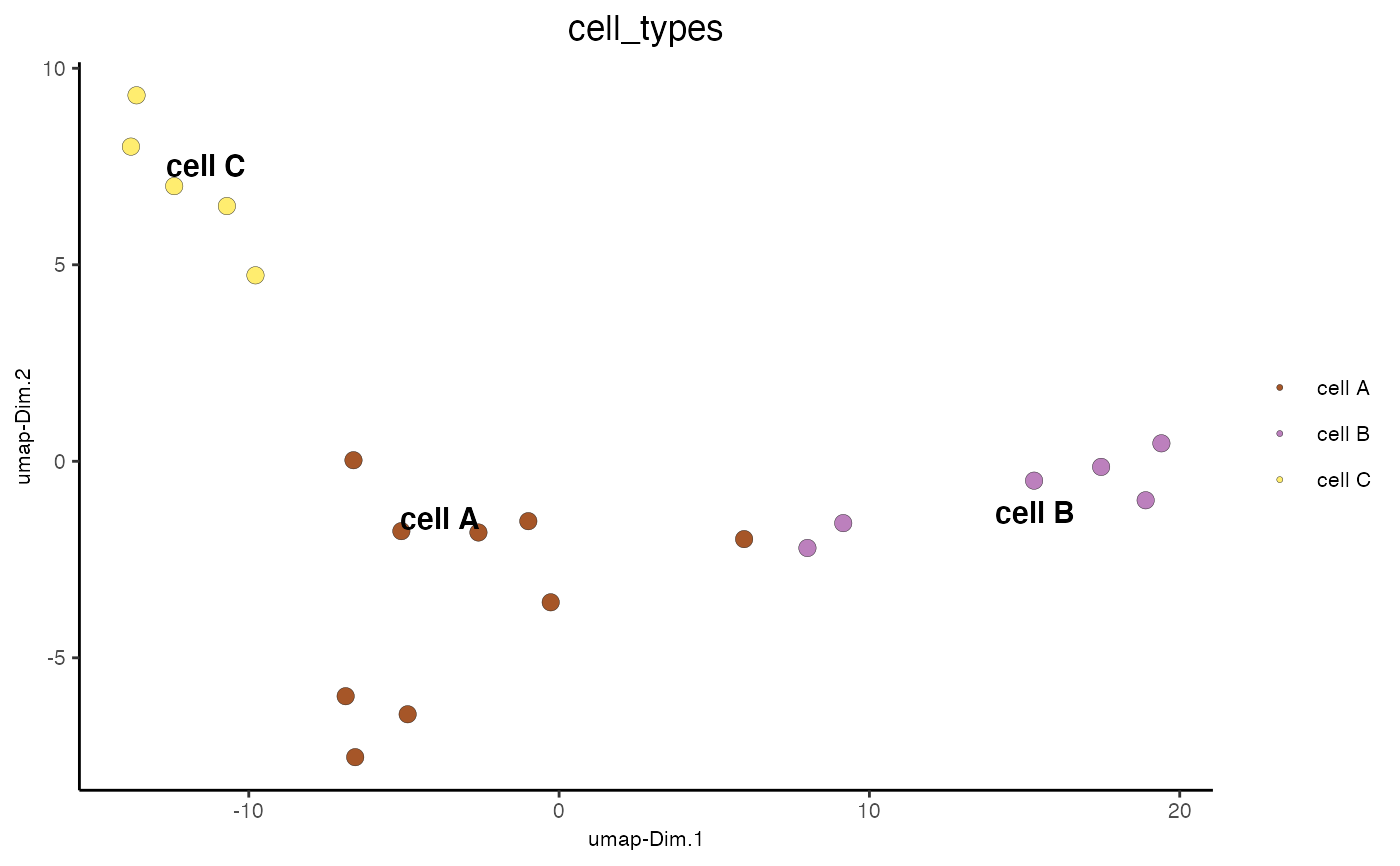 cell_types
10
5
0
-5
umap-Dim.2
cell C
cell A
cell B
-10
0
10
20
umap-Dim.1
cell A
cell B
cell C